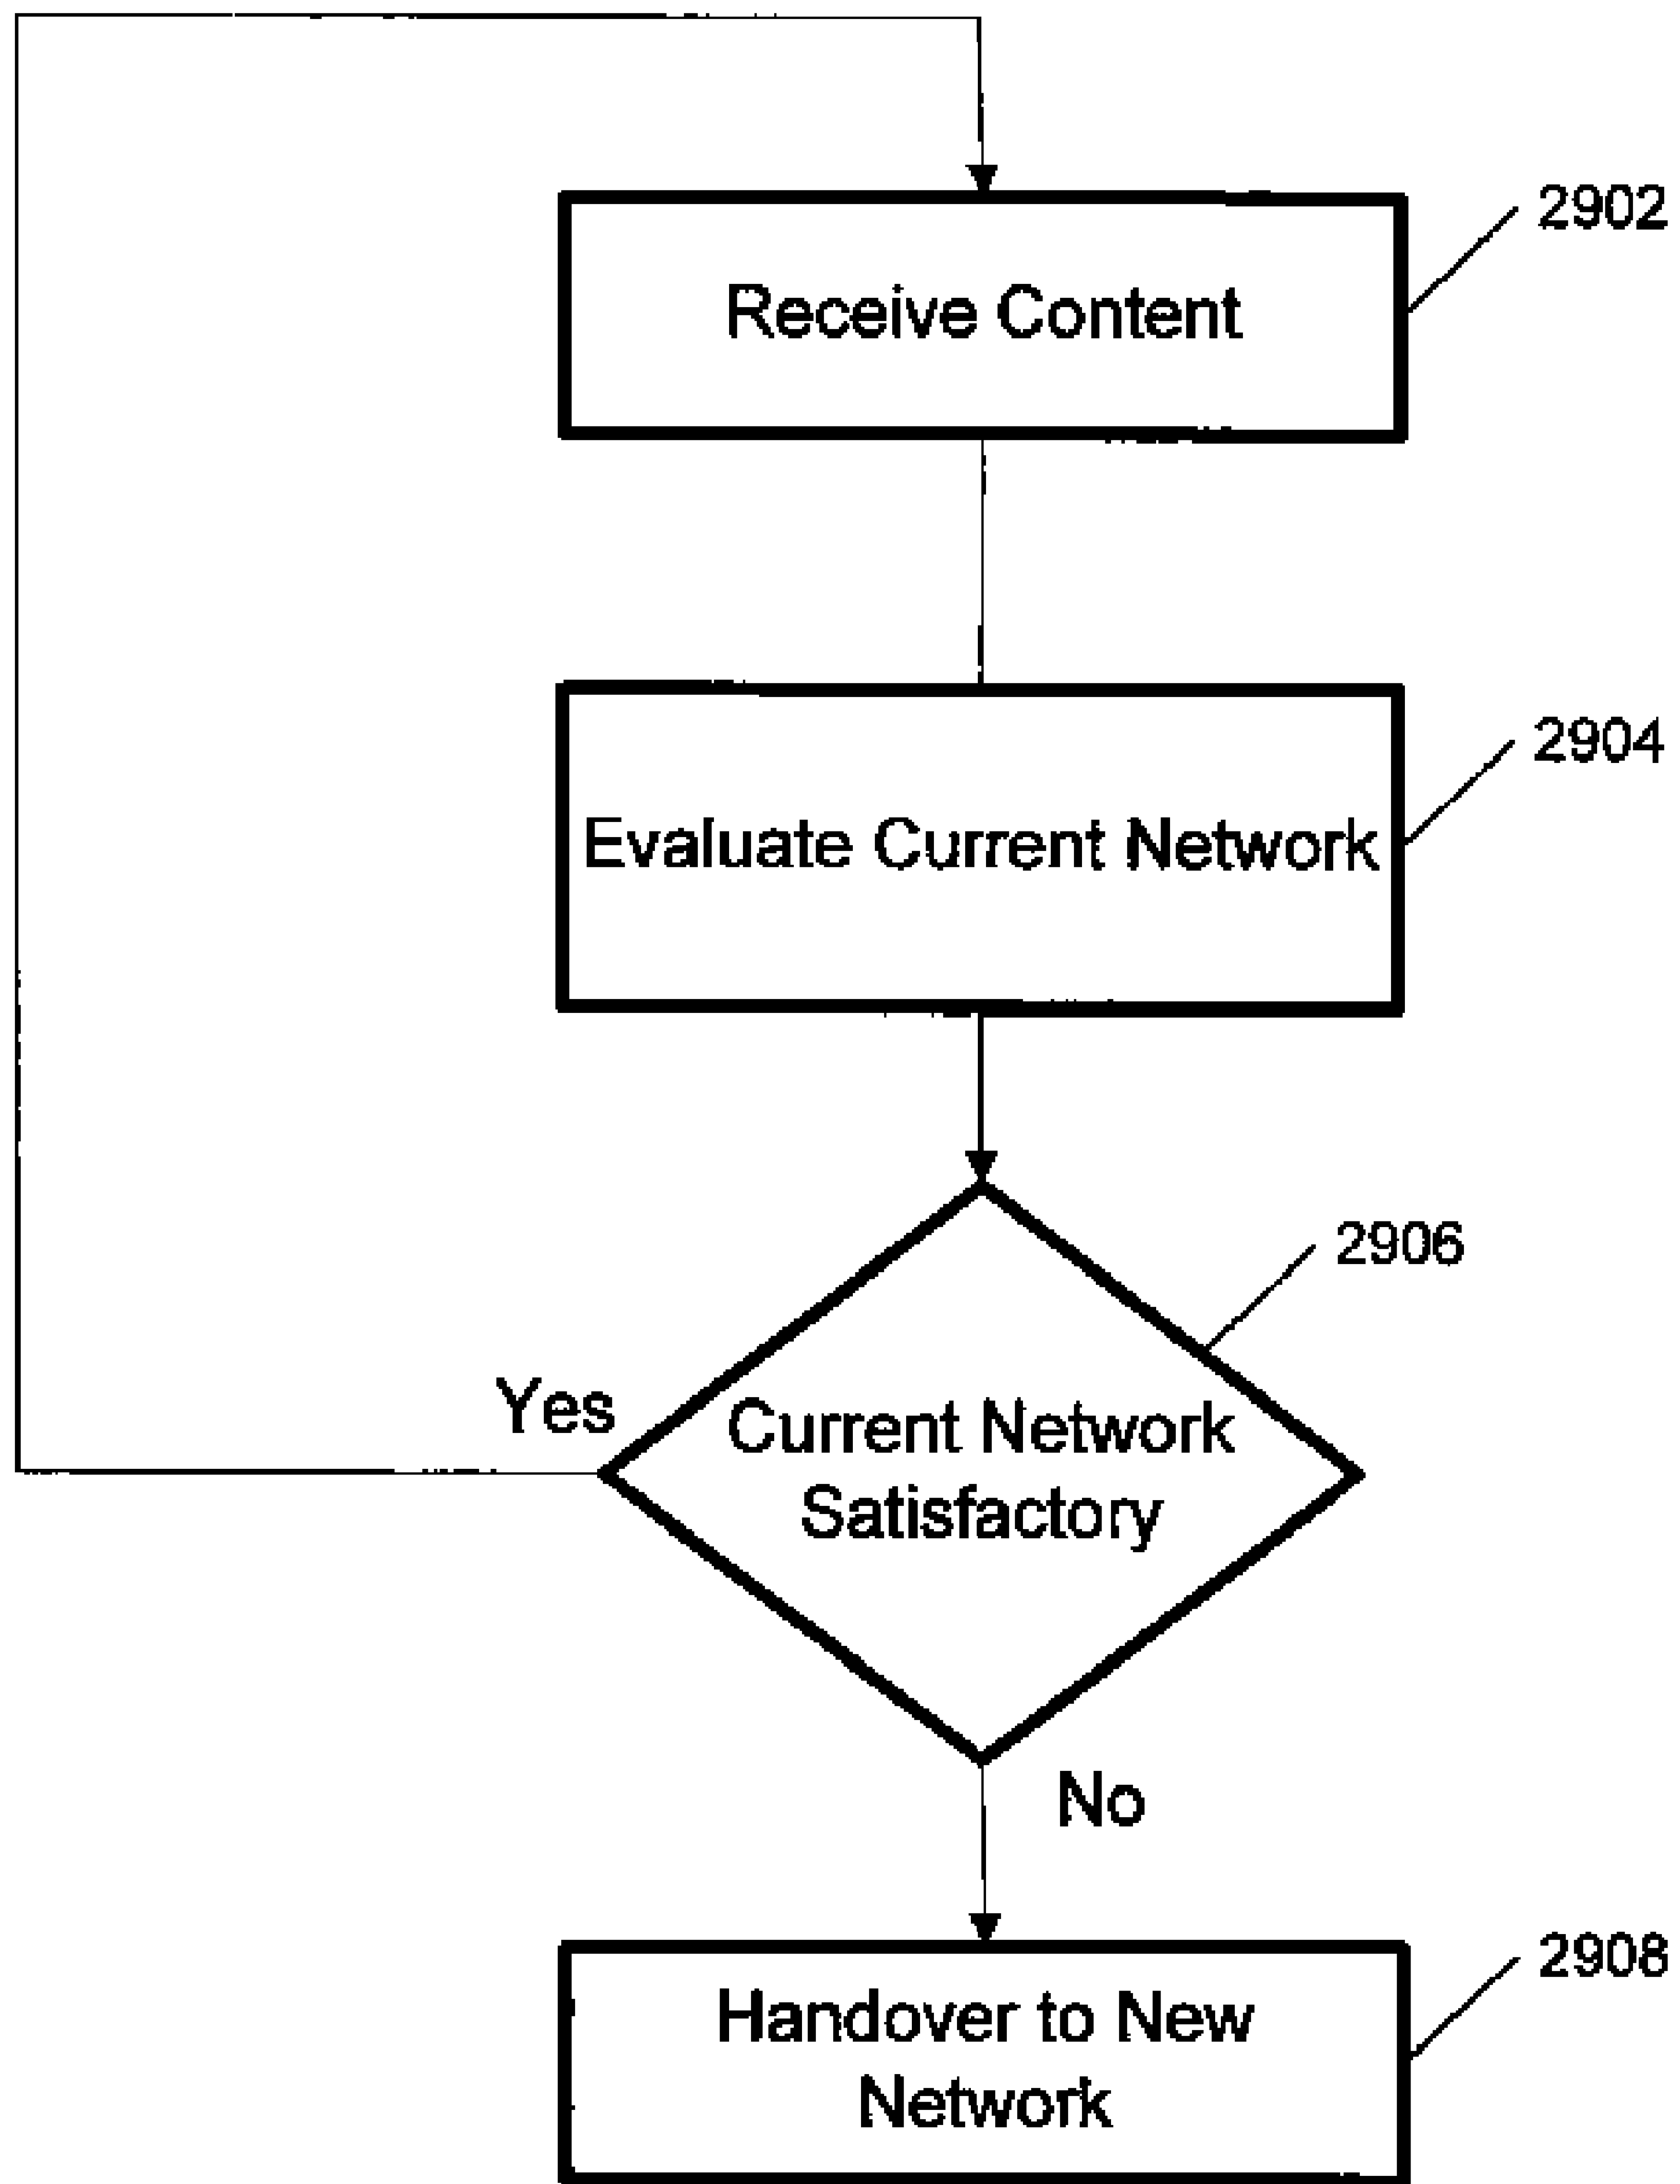 2902
Receive Content
2904
Evaluate Current Network
2906
Yes
Current Network
Satisfactory
No
2908
Handover to New
Network